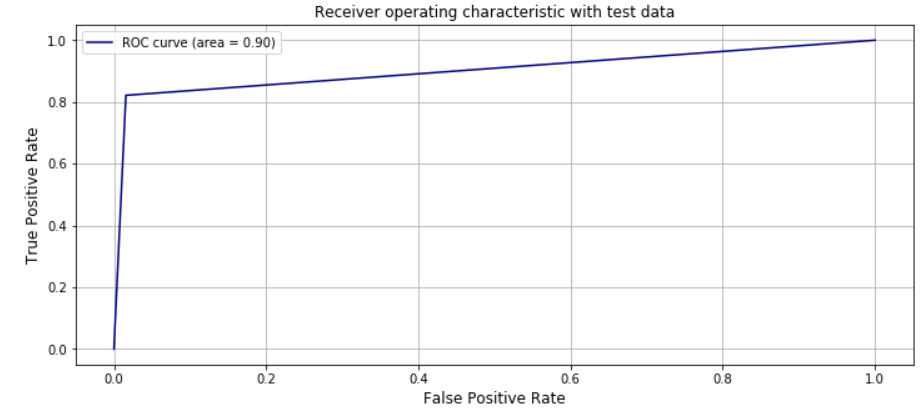 Receiver operating characteristic with test data
ROC curve (area = 0.90)
1.0
0.8
0.6
0.4
0.2
0.0
True Positive Rate
0.0 0.2 0.4 0.6 0.8 1.0
False Positive Rate